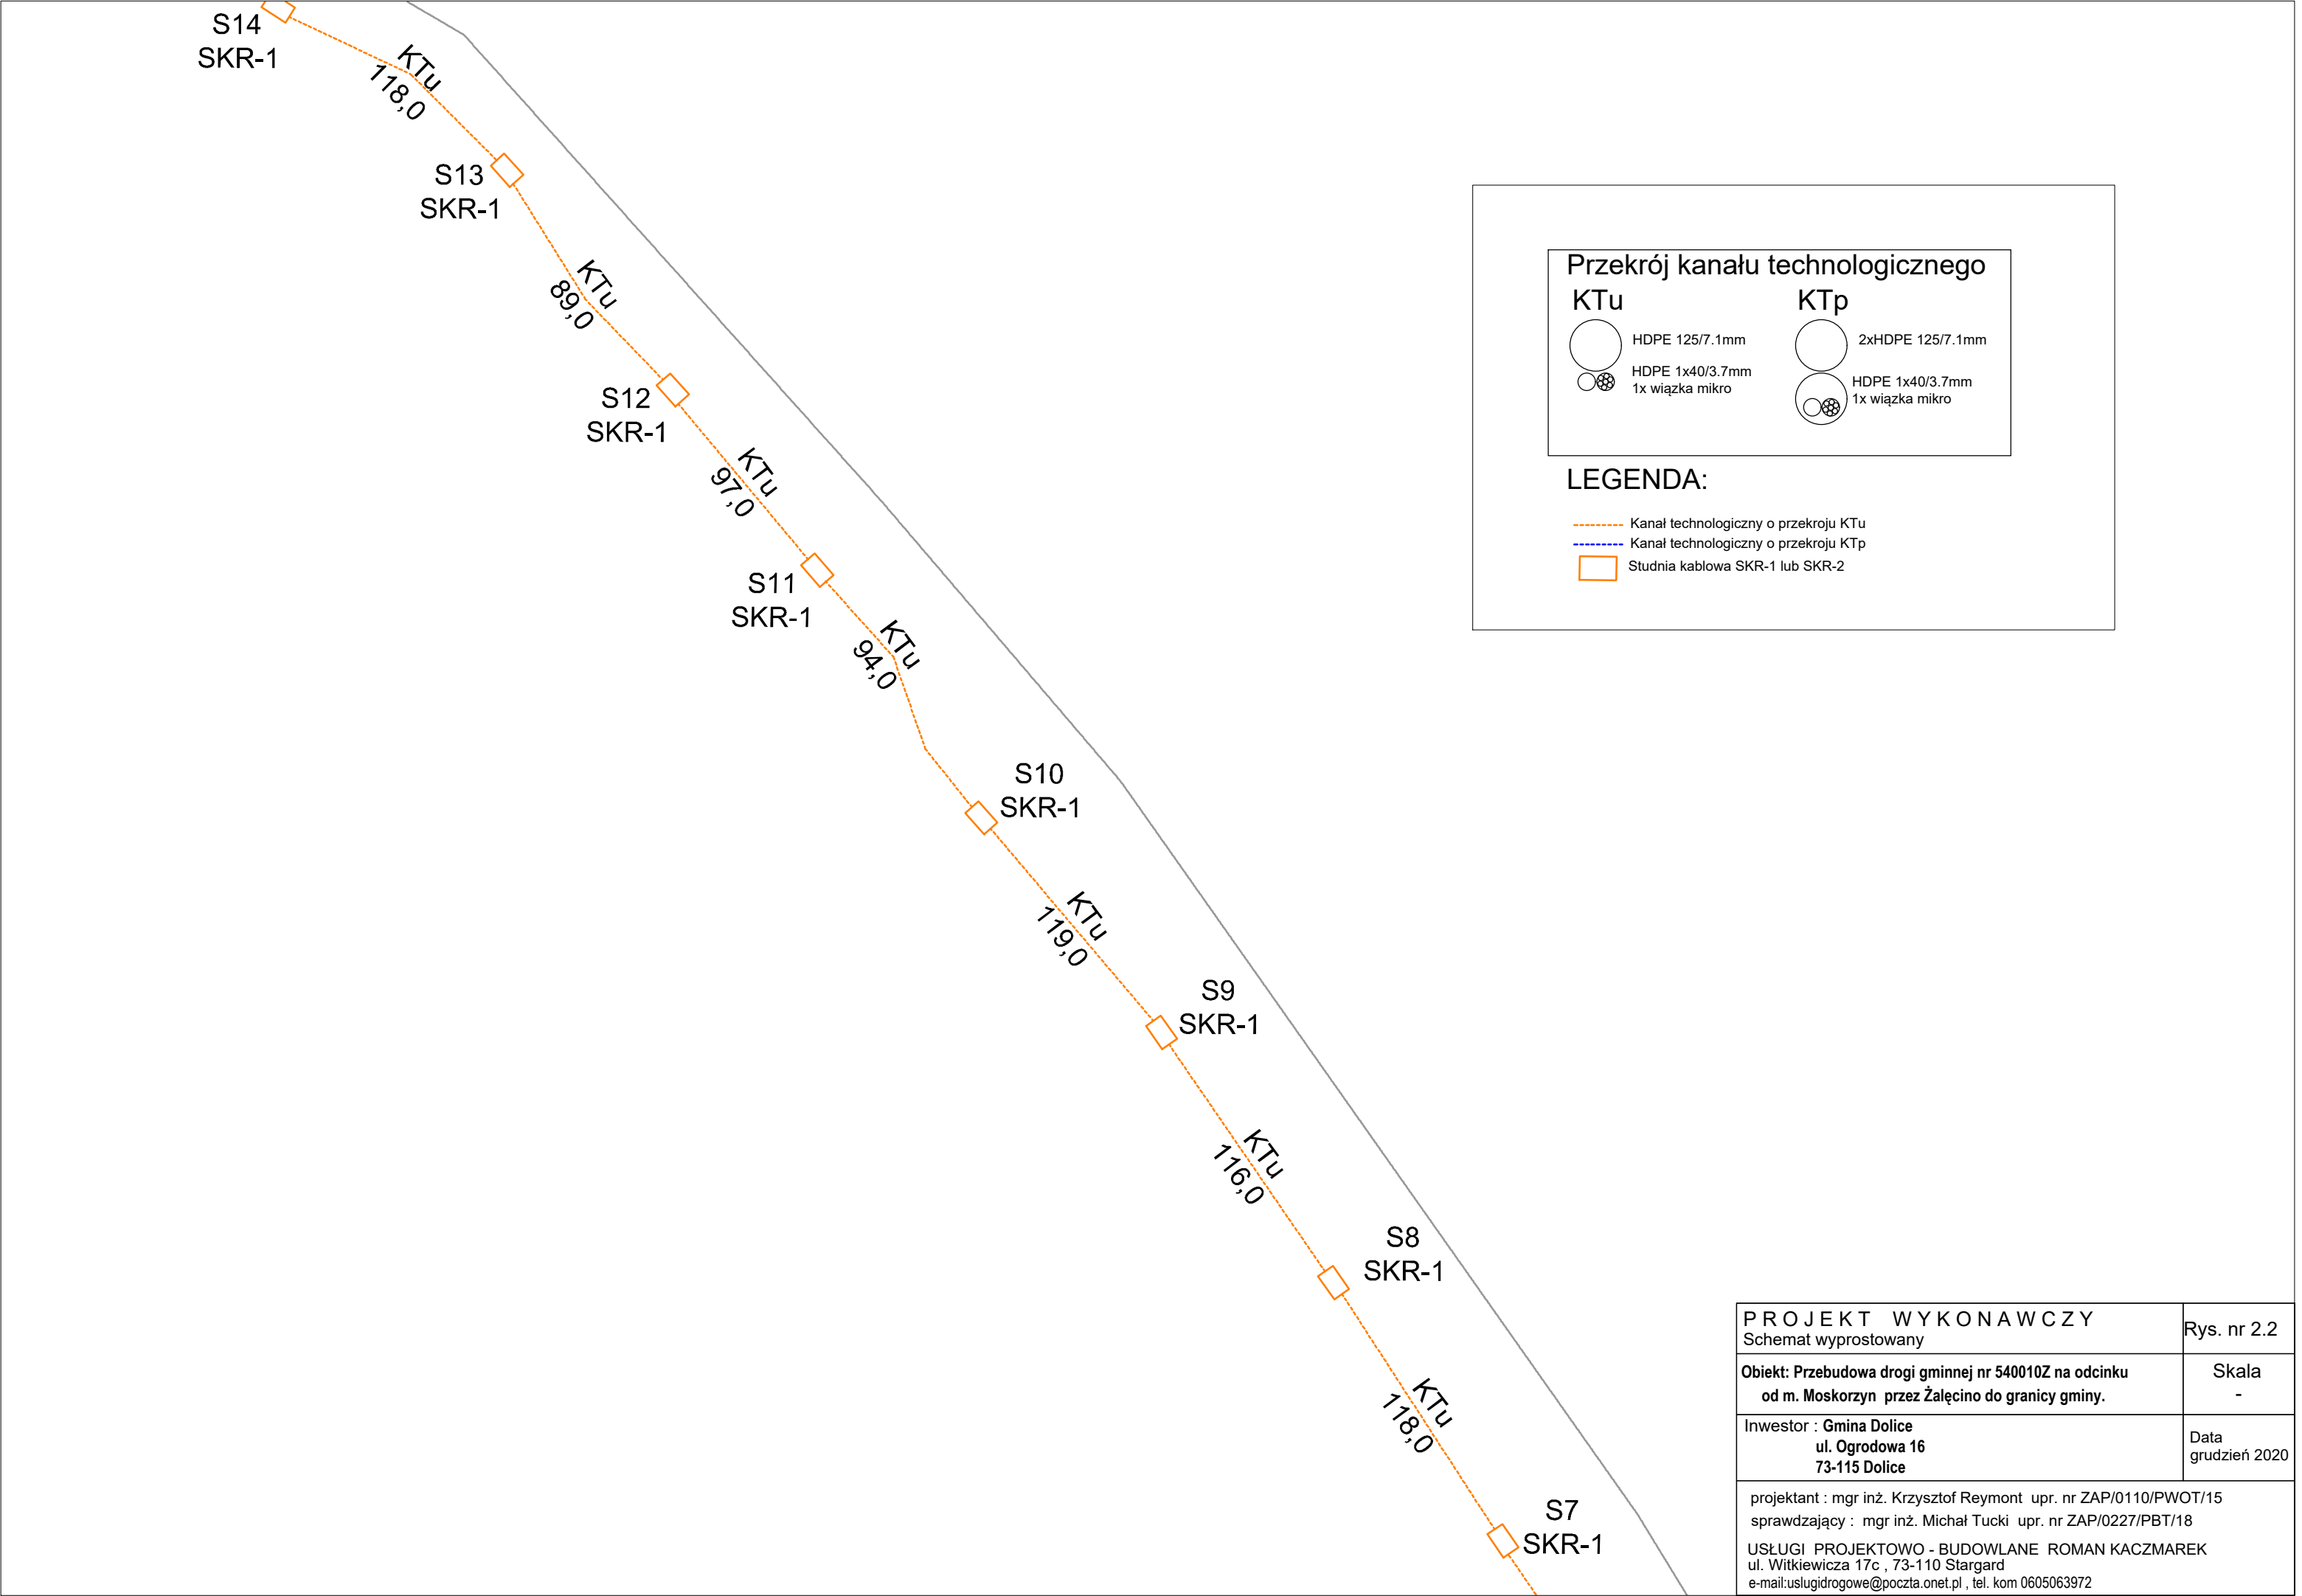 S14
SKR-1
KTu
118,0
S13
SKR-1
KTu
89,0
S12
SKR-1
KTu
97,0
S11
SKR-1
KTu
94,0
S10
SKR-1
KTu
119,0
S9
SKR-1
KTu
116,0
S8
SKR-1
KTu
118,0
S7
SKR-1
Przekrój kanału technologicznego
KTu
HDPE 125/7.1mm
HDPE 1x40/3.7mm
1x wiązka mikro
KTp
2xHDPE 125/7.1mm
HDPE 1x40/3.7mm
1x wiązka mikro
LEGENDA:
Kanał technologiczny o przekroju KTu
Kanał technologiczny o przekroju KTp
Studnia kablowa SKR-1 lub SKR-2
PROJEKT WYKONAWCZY
Schemat wyprostowany
Rys. nr 2.2
Obiekt: Przebudowa drogi gminnej nr 540010Z na odcinku
od m. Moskorzyn przez Żalęcino do granicy gminy.
Skala
-
Inwestor : Gmina Dolice
ul. Ogrodowa 16
73-115 Dolice
Data
grudzień 2020
projektant : mgr inż. Krzysztof Reymont upr. nr ZAP/0110/PWOT/15
sprawdzający : mgr inż. Michał Tucki upr. nr ZAP/0227/PBT/18
USŁUGI PROJEKTOWO - BUDOWLANE ROMAN KACZMAREK
ul. Witkiewicza 17c , 73-110 Stargard
e-mail:uslugidrogowe@poczta.onet.pl , tel. kom 0605063972